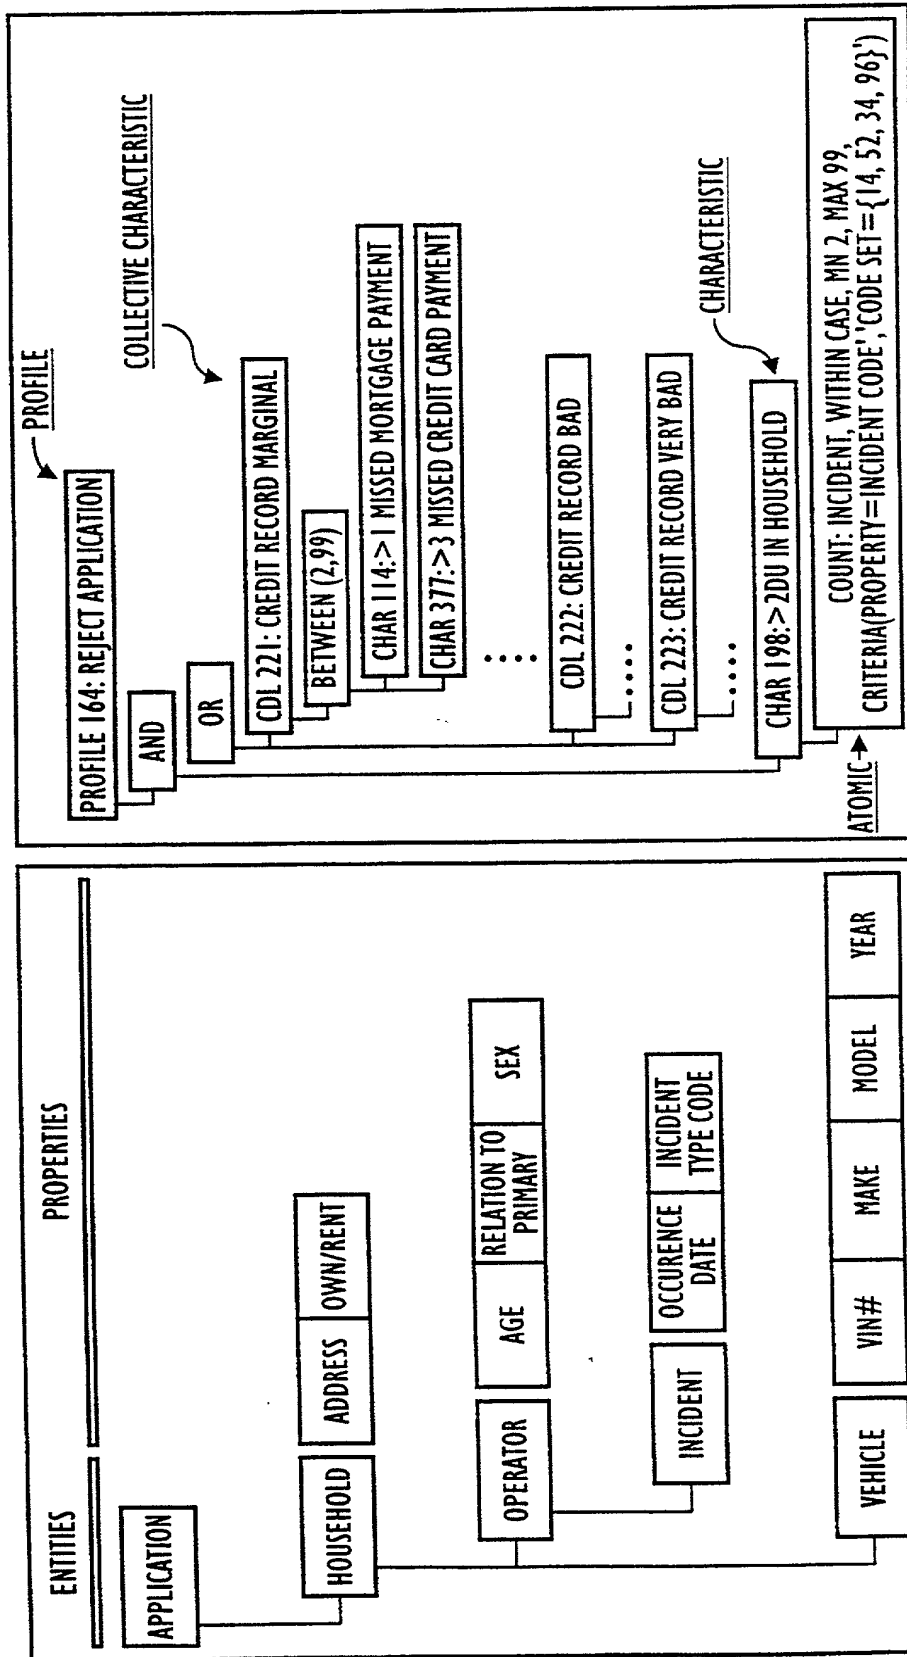 ENTITIES
PROPERTIES
APPLICATION
HOUSEHOLD
ADDRESS
OWN/RENT
OPERATOR
AGE
RELATION TO
PRIMARY
SEX
INCIDENT
OCCURENCE
DATE
INCIDENT
TYPE CODE
VEHICLE
VIN#
MAKE
MODEL
YEAR
PROFILE
PROFILE 164: REJECT APPLICATION
AND
OR
COLLECTIVE CHARACTERISTIC
CDL 221: CREDIT RECORD MARGINAL
BETWEEN (2,99)
CHAR 114:> 1 MISSED MORTGAGE PAYMENT
CHAR 377:> 3 MISSED CREDIT CARD PAYMENT
CDL 222: CREDIT RECORD BAD
CDL 223: CREDIT RECORD VERY BAD
CHARACTERISTIC
CHAR 198:> 2DU IN HOUSEHOLD
ATOMIC
COUNT: INCIDENT, WITHIN CASE, MN 2, MAX 99,
CRITERIA(PROPERTY=INCIDENT CODE','CODE SET={14, 52, 34, 96}')